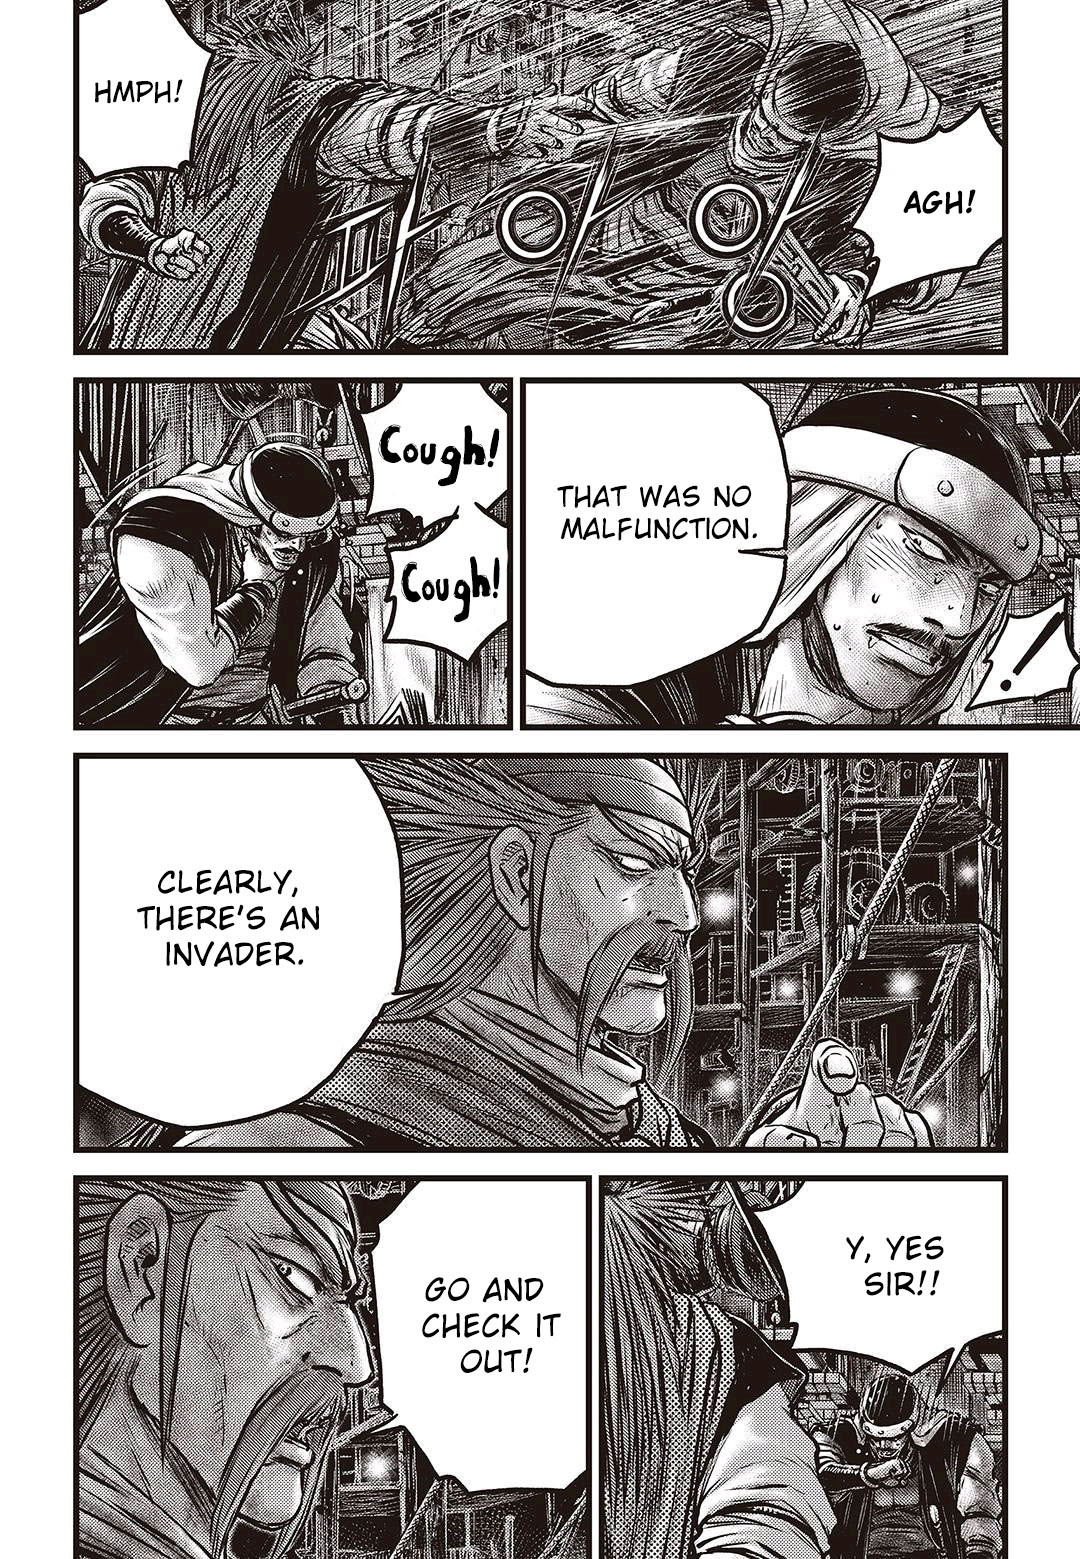 HMPH!
AGH!
Cough!
Cough!
THAT WAS NO
MALFUNCTION.
!
CLEARLY,
THERE'S AN
INVADER.
GO AND
CHECK IT
OUT!
Y, YES
SIR!!